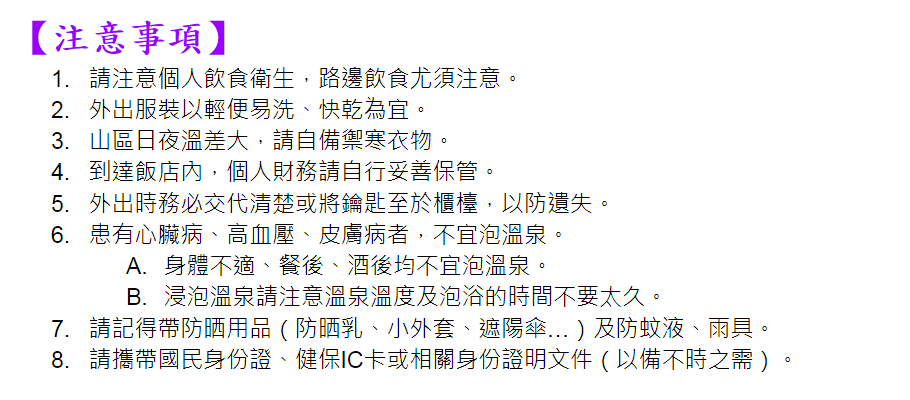 【注意事項】
1. 請注意個人飲食衛生，路邊飲食尤須注意。
2. 外出服裝以輕便易洗、快乾為宜。
3. 山區日夜溫差大，請自備禦寒衣物。
4. 到達飯店內，個人財務請自行妥善保管。
5. 外出時務必交代清楚或將鑰匙至於櫃檯，以防遺失。
6. 患有心臟病、高血壓、皮膚病者，不宜泡溫泉。
A. 身體不適、餐後、酒後均不宜泡溫泉。
B. 浸泡溫泉請注意溫泉溫度及泡浴的時間不要太久。
7. 請記得帶防晒用品（防晒乳、小外套、遮陽傘...）及防蚊液、雨具。
8. 請攜帶國民身份證、健保IC卡或相關身份證明文件（以備不時之需）。